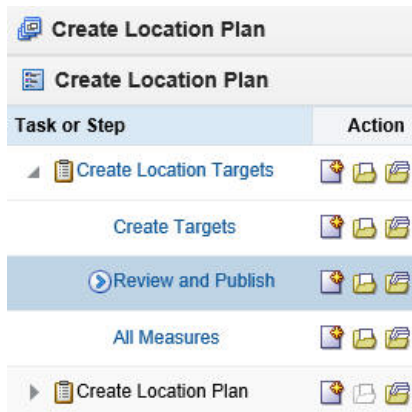 Create Location Plan
Create Location Plan
Task or Step Action
Create Location Targets
Create Targets
Review and Publish
All Measures
Create Location Plan